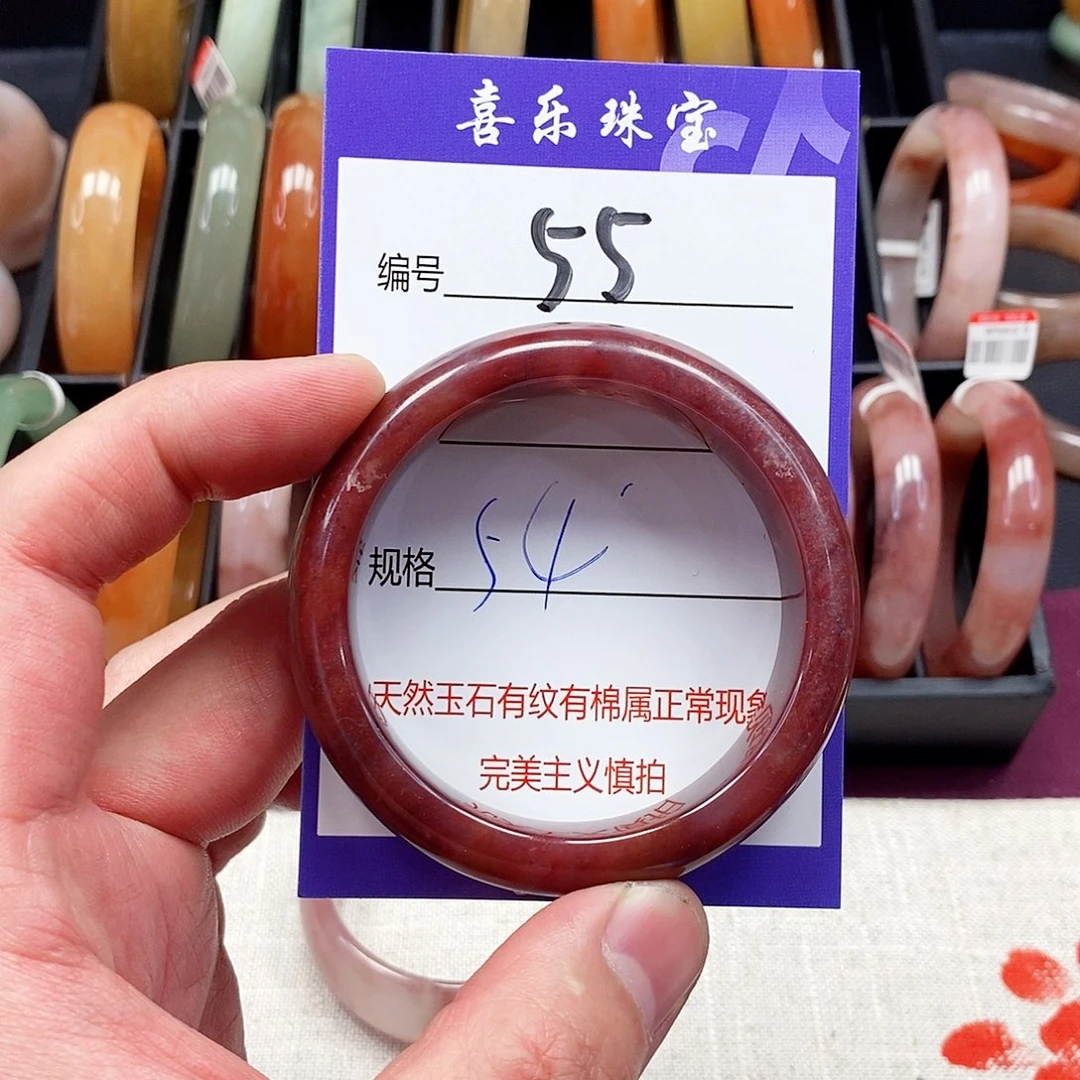 喜乐珠宝
编号 55
规格 54
天然玉石有纹有棉属正常现象
完美主义慎拍